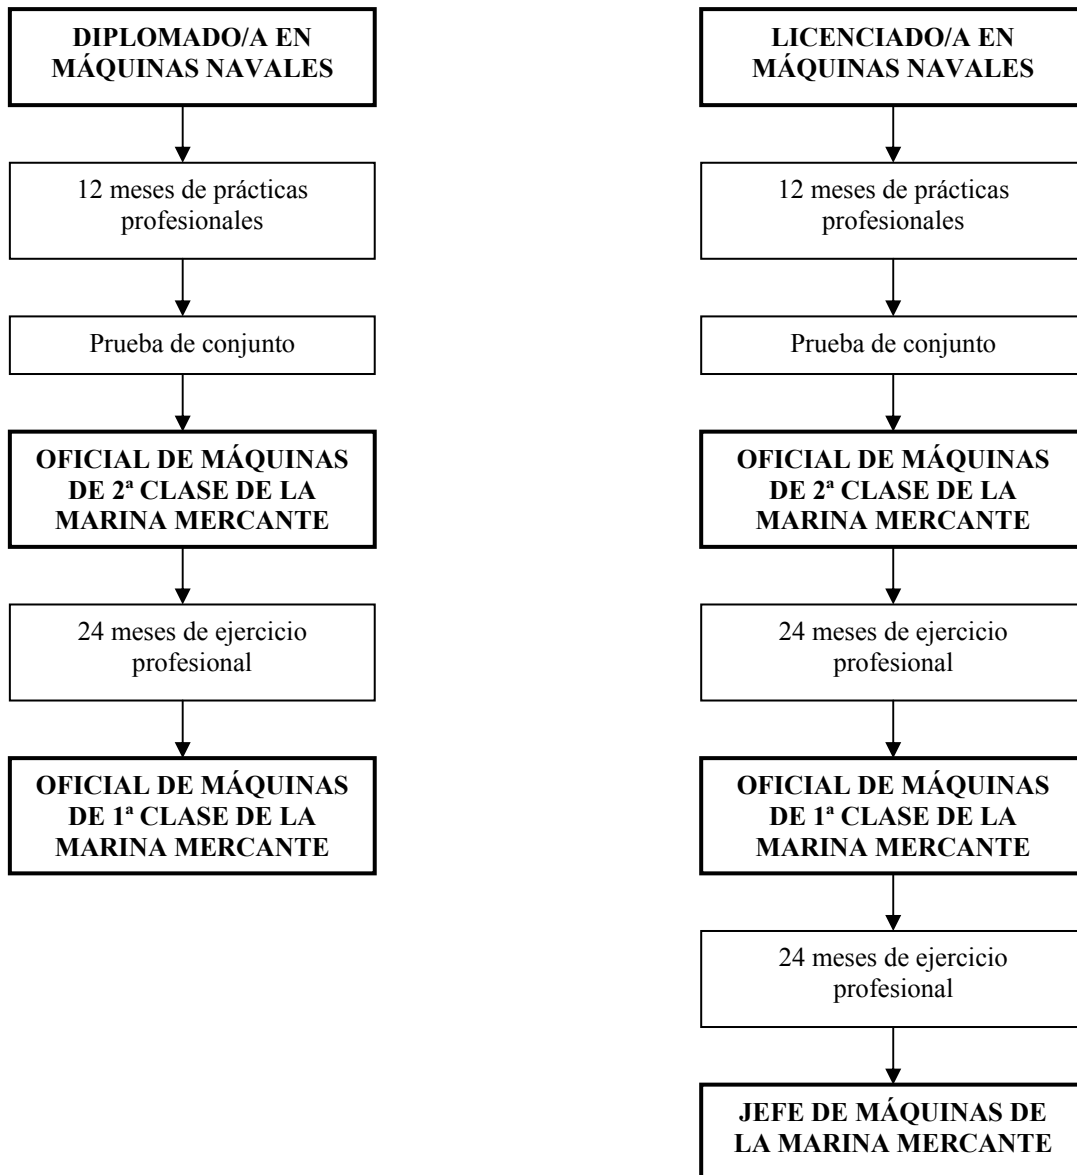 DIPLOMADO/A EN
MÁQUINAS NAVALES
12 meses de prácticas
profesionales
Prueba de conjunto
OFICIAL DE MÁQUINAS
DE 2ª CLASE DE LA
MARINA MERCANTE
24 meses de ejercicio
profesional
OFICIAL DE MÁQUINAS
DE 1ª CLASE DE LA
MARINA MERCANTE
LICENCIADO/A EN
MÁQUINAS NAVALES
12 meses de prácticas
profesionales
Prueba de conjunto
OFICIAL DE MÁQUINAS
DE 2ª CLASE DE LA
MARINA MERCANTE
24 meses de ejercicio
profesional
OFICIAL DE MÁQUINAS
DE 1ª CLASE DE LA
MARINA MERCANTE
24 meses de ejercicio
profesional
JEFE DE MÁQUINAS DE
LA MARINA MERCANTE